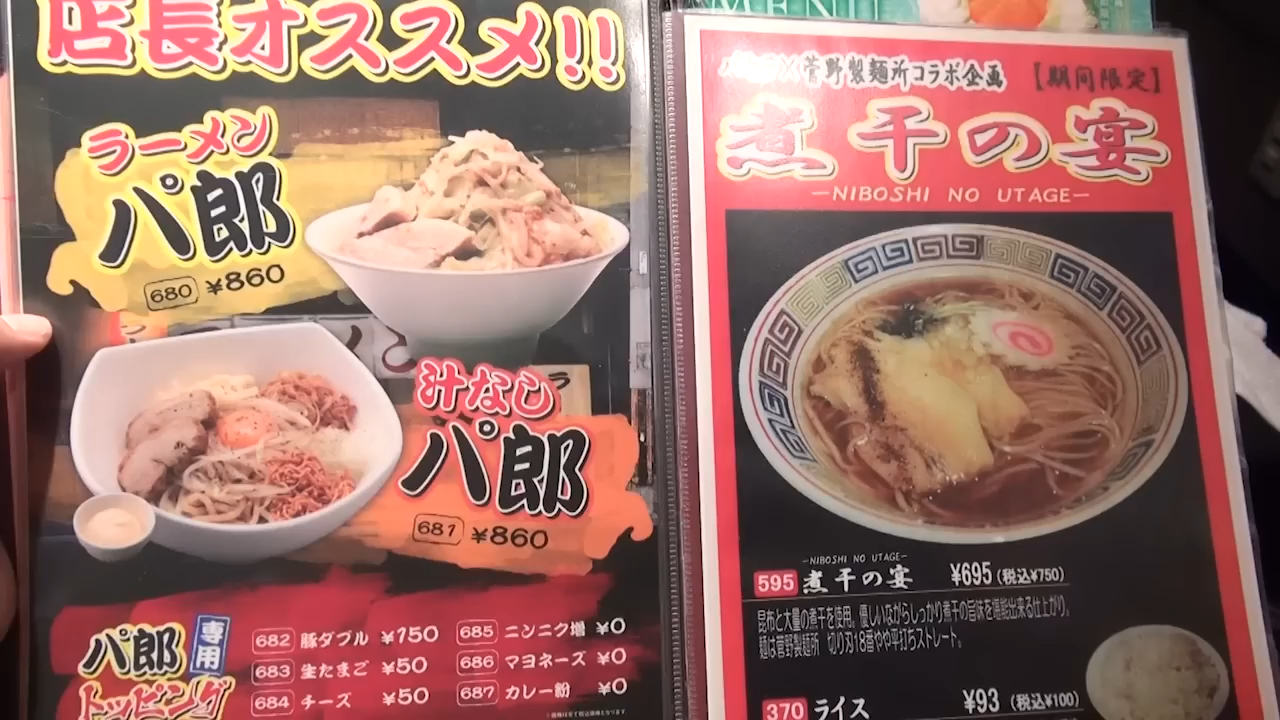 店長オススメ!!
ラーメン
パ郎
680 ¥860
汁なし
パ郎
681 ¥860
パ郎
専用
トッピング
682 豚ダブル ¥150
683 生たまご ¥50
684 チーズ ¥50
685 ニンニク増 ¥0
686 マヨネーズ ¥0
687 カレー粉 ¥0
MENU
×菅野製麺所コラボ企画 【期間限定】
煮干の宴
－NIBOSHI NO UTAGE－
－NIBOSHI NO UTAGE－
595 煮干の宴 ¥695(税込¥750)
昆布と大量の煮干を使用。優しいながらしっかり煮干の旨味を堪能出来る仕上がり。
麺は菅野製麺所 切り刃18番やや平打ちストレート。
370 ライス ¥93 (税込¥100)